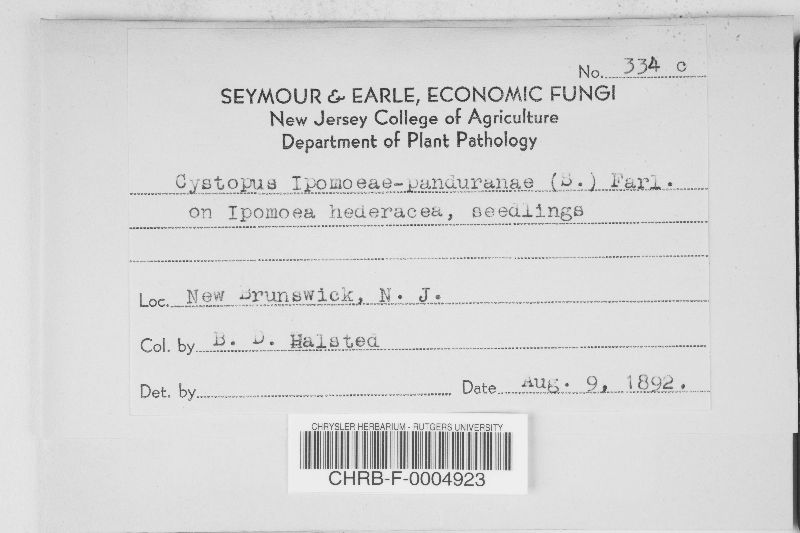 No. 334 c
SEYMOUR & EARLE, ECONOMIC FUNGI
New Jersey College of Agriculture
Department of Plant Pathology
Cystopus Ipomoeae-panduranae (S.) Farl.
on Ipomoea hederacea, seedlings
Loc. New Brunswick, N. J.
Col. by B. D. Halsted
Det. by
Date Aug. 9, 1892.
CHRYSLER HERBARIUM - RUTGERS UNIVERSITY
CHRB-F-0004923